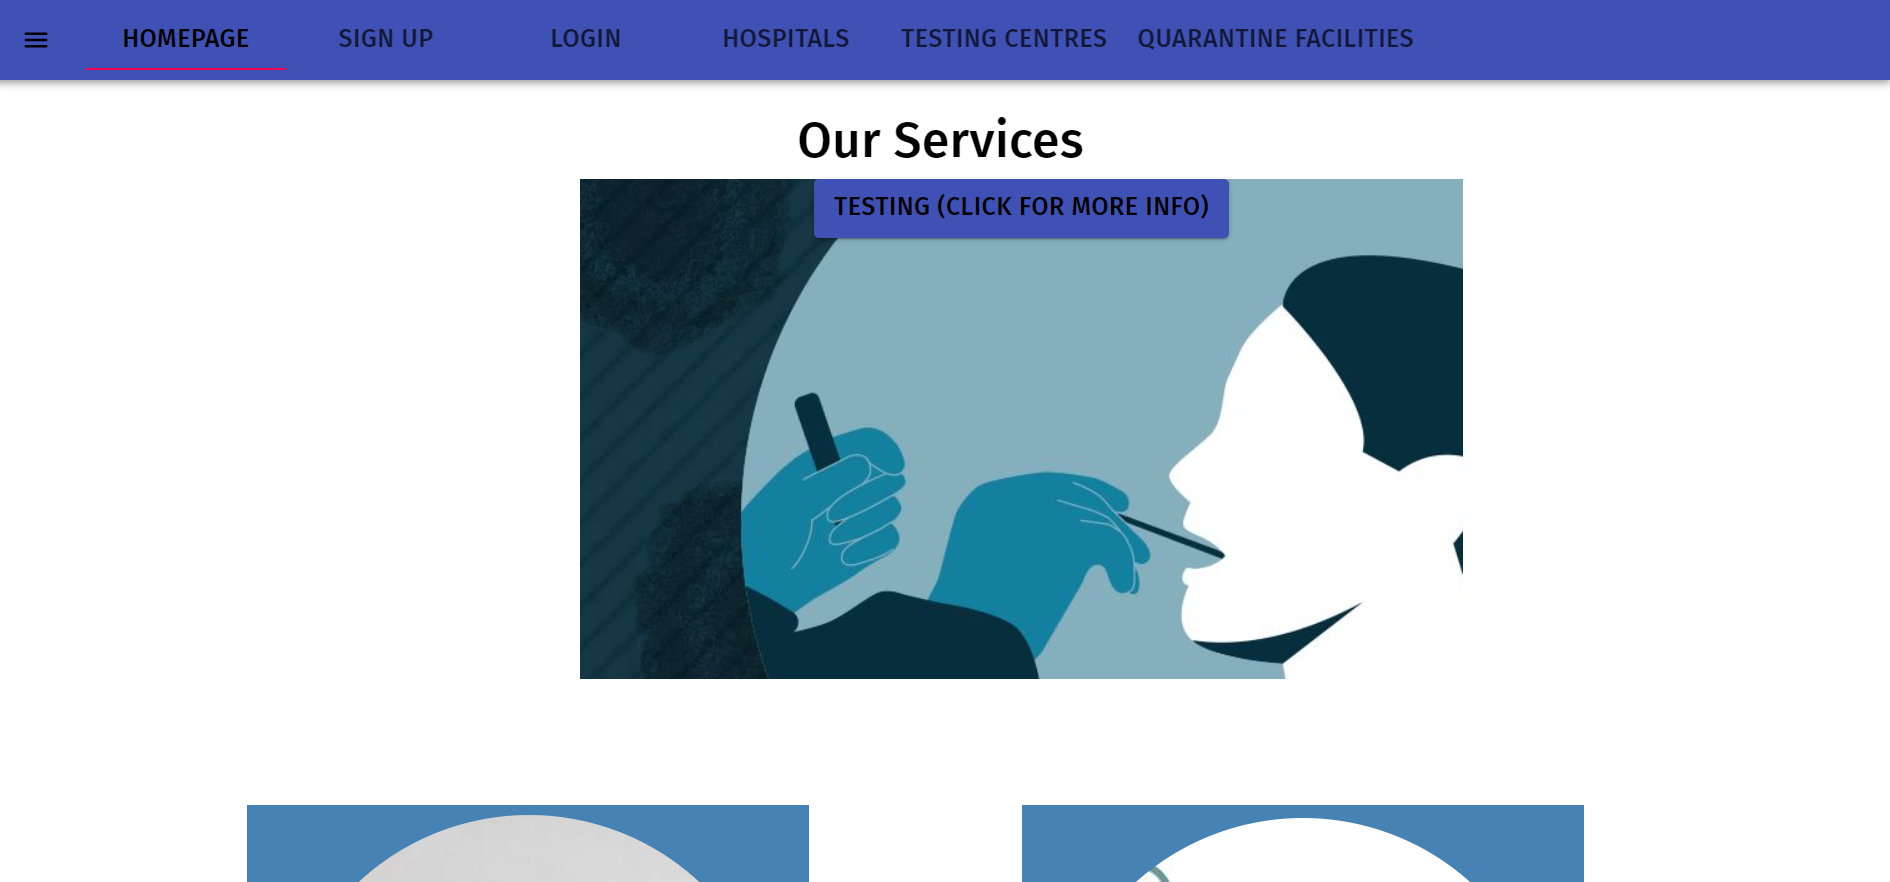 HOMEPAGE SIGN UP LOGIN HOSPITALS TESTING CENTRES QUARANTINE FACILITIES
Our Services
TESTING (CLICK FOR MORE INFO)